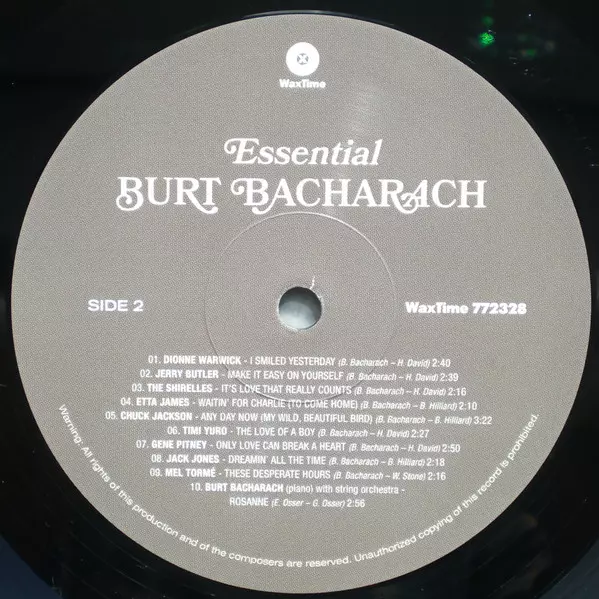 WaxTime
Essential
BURT BACHARACH
SIDE 2
WaxTime 772328
01. DIONNE WARWICK - I SMILED YESTERDAY (B. Bacharach – H. David) 2:40
02. JERRY BUTLER - MAKE IT EASY ON YOURSELF (B. Bacharach – H. David) 2:39
03. THE SHIRELLES - IT'S LOVE THAT REALLY COUNTS (B. Bacharach – H. David) 2:16
04. ETTA JAMES - WAITIN' FOR CHARLIE (TO COME HOME) (B. Bacharach – B. Hilliard) 2:10
05. CHUCK JACKSON - ANY DAY NOW (MY WILD, BEAUTIFUL BIRD) (B. Bacharach – B. Hilliard) 3:22
06. TIMI YURO - THE LOVE OF A BOY (B. Bacharach – H. David) 2:27
07. GENE PITNEY - ONLY LOVE CAN BREAK A HEART (B. Bacharach – H. David) 2:50
08. JACK JONES - DREAMIN' ALL THE TIME (B. Bacharach – B. Hilliard) 2:18
09. MEL TORMÉ - THESE DESPERATE HOURS (B. Bacharach – W. Stone) 2:16
10. BURT BACHARACH (piano) with string orchestra -
ROSANNE (E. Osser – G. Osser) 2:56
Warning: All rights of this production and of the composers are reserved. Unauthorized copying of this record is prohibited.